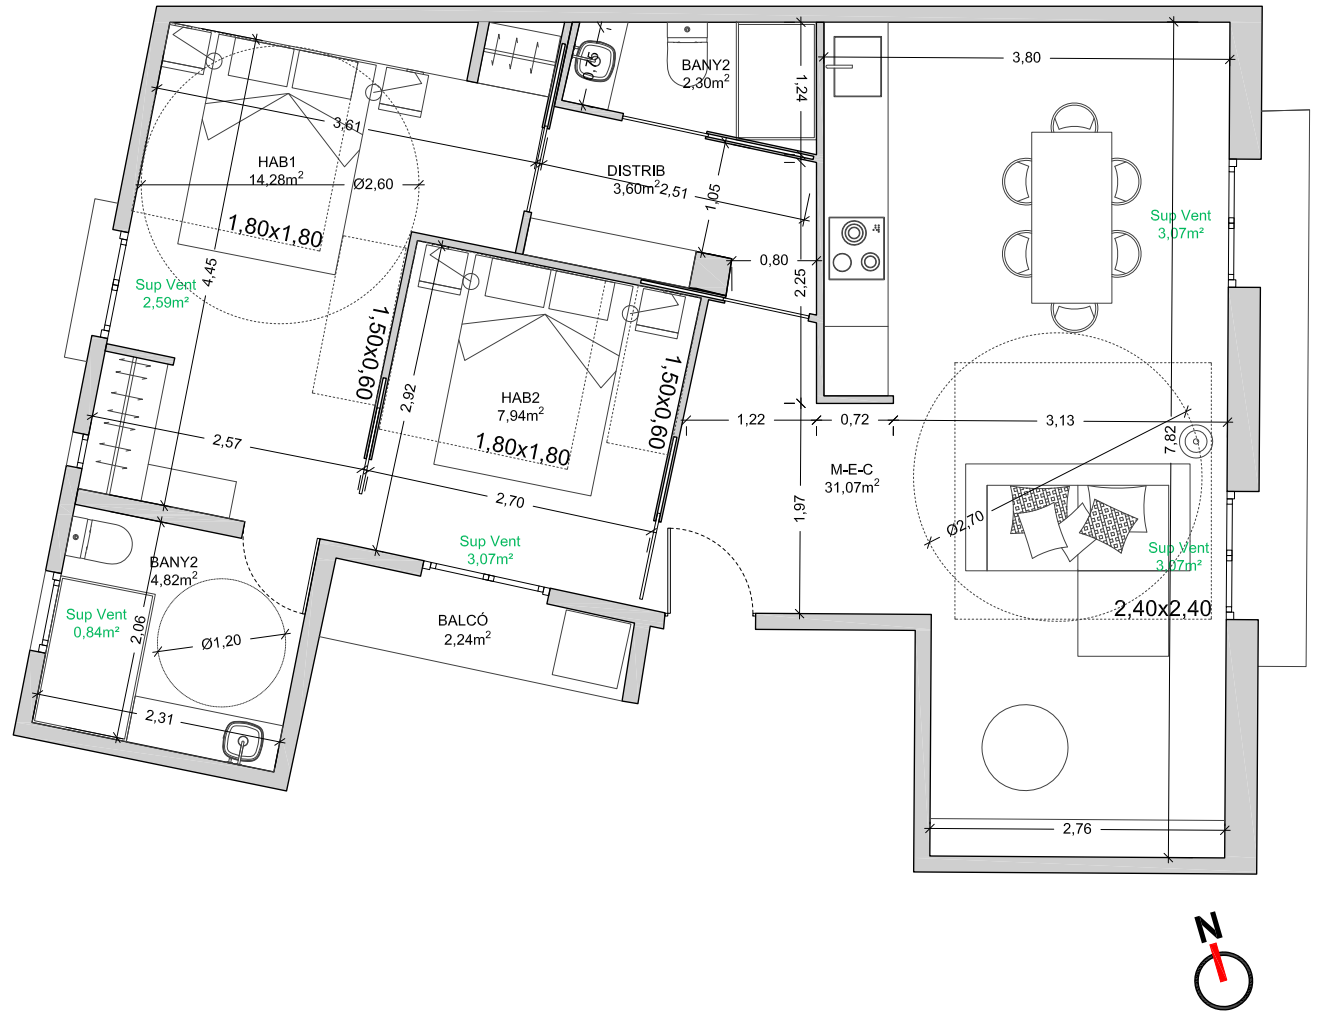 BANY2
2,30m²
,75
0
1,24
3,80
3,61
HAB1
14,28m²
Ø2,60
DISTRIB
3,60m²
2,51
1,05
1,80x1,80
Sup Vent
3,07m²
0,80
2,25
4,45
Sup Vent
2,59m²
1,50x0,60
2,92
HAB2
7,94m²
1,50x0,60
1,80x1,80
1,22
0,72
3,13
7,82
2,57
M-E-C
31,07m²
2,70
1,97
Ø2,70
Sup Vent
3,07m²
Sup Vent
3,07m²
BANY2
4,82m²
2,40x2,40
Sup Vent
0,84m²
2,06
Ø1,20
BALCÓ
2,24m²
2,31
2,76
N